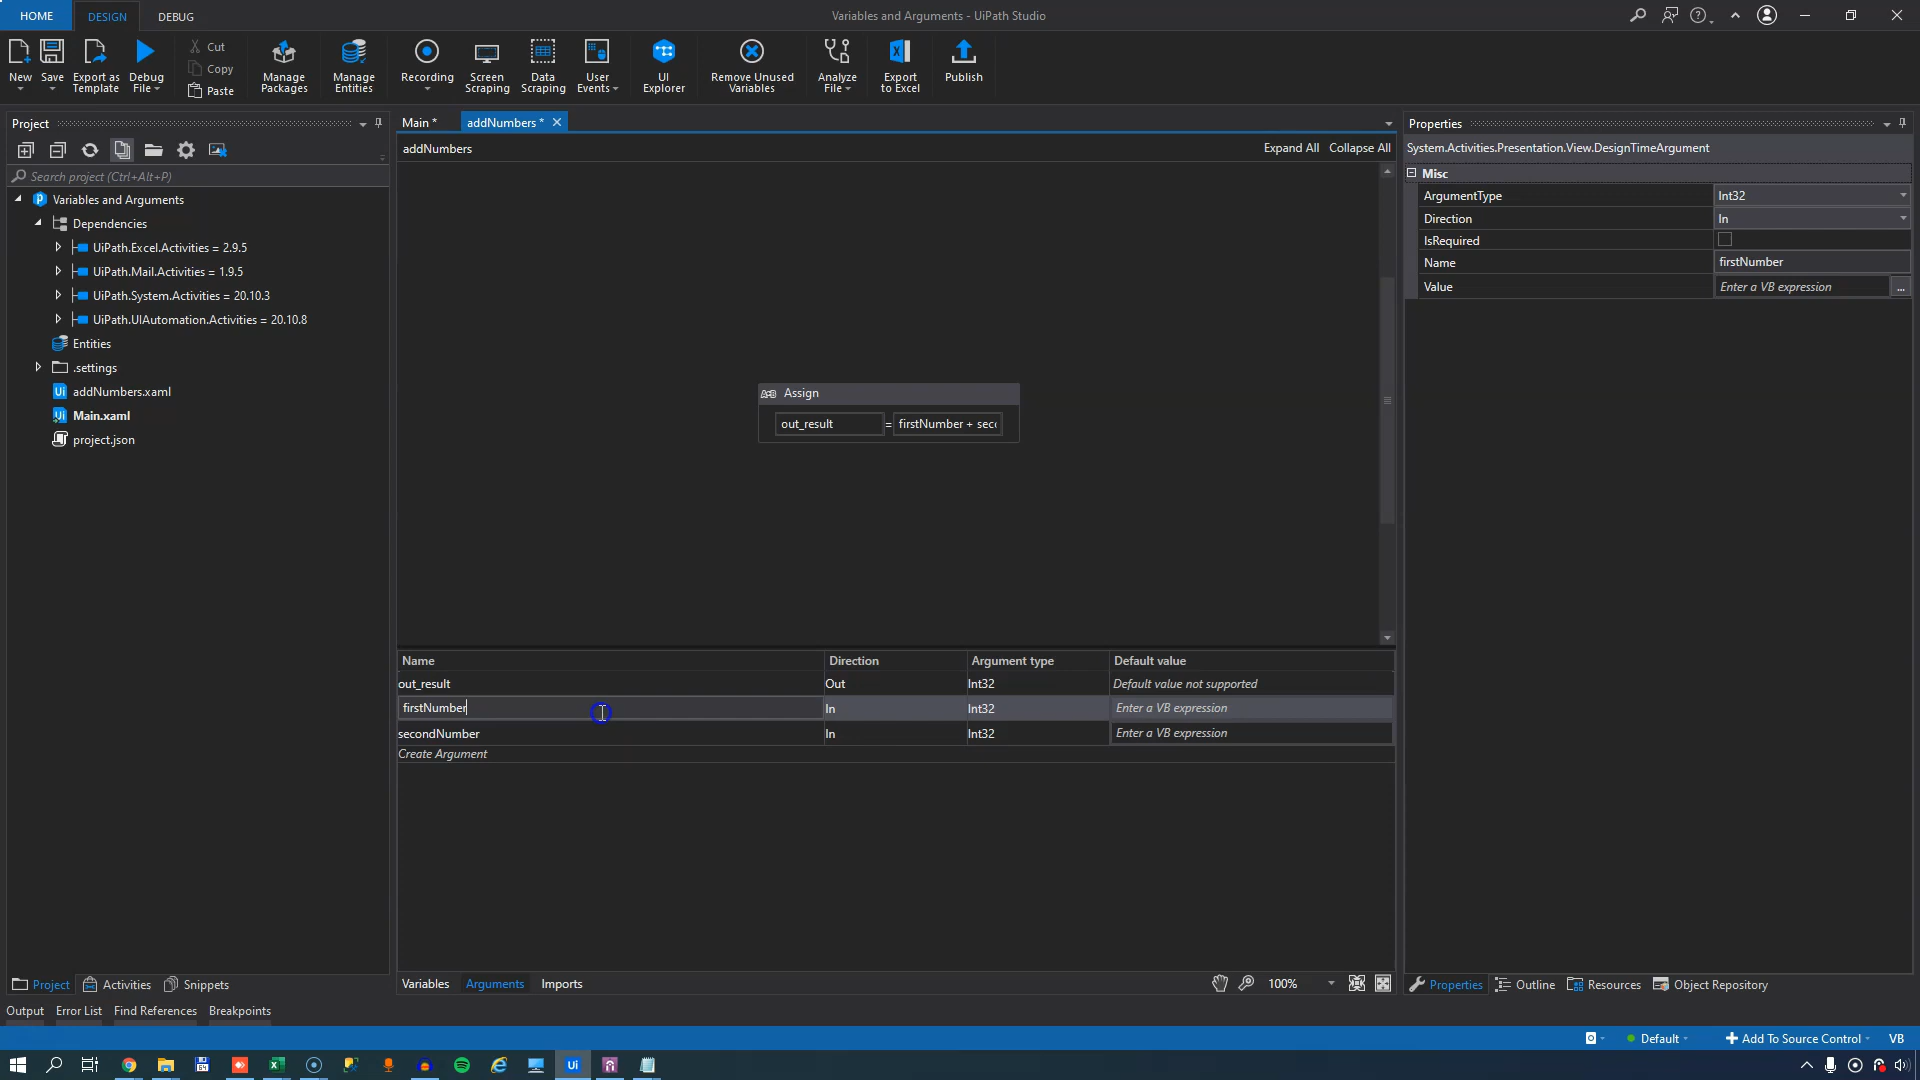 HOME DESIGN DEBUG
Variables and Arguments - UiPath Studio
New
Save
Export as Template
Debug File
Cut
Copy
Paste
Manage Packages
Manage Entities
Recording
Screen Scraping
Data Scraping
User Events
UI Explorer
Remove Unused Variables
Analyze File
Export to Excel
Publish
Project
Search project (Ctrl+Alt+P)
Variables and Arguments
Dependencies
UiPath.Excel.Activities = 2.9.5
UiPath.Mail.Activities = 1.9.5
UiPath.System.Activities = 20.10.3
UiPath.UIAutomation.Activities = 20.10.8
Entities
.settings
addNumbers.xaml
Main.xaml
project.json
Project Activities Snippets
Main * addNumbers *
addNumbers Expand All Collapse All
Assign
out_result = firstNumber + sec
Name Direction Argument type Default value
out_result Out Int32 Default value not supported
firstNumber In Int32 Enter a VB expression
secondNumber In Int32 Enter a VB expression
Create Argument
Variables Arguments Imports 100%
Properties
System.Activities.Presentation.View.DesignTimeArgument
Misc
ArgumentType Int32
Direction In
IsRequired
Name firstNumber
Value Enter a VB expression ...
Properties Outline Resources Object Repository
Output Error List Find References Breakpoints
Default Add To Source Control VB
64
Ui